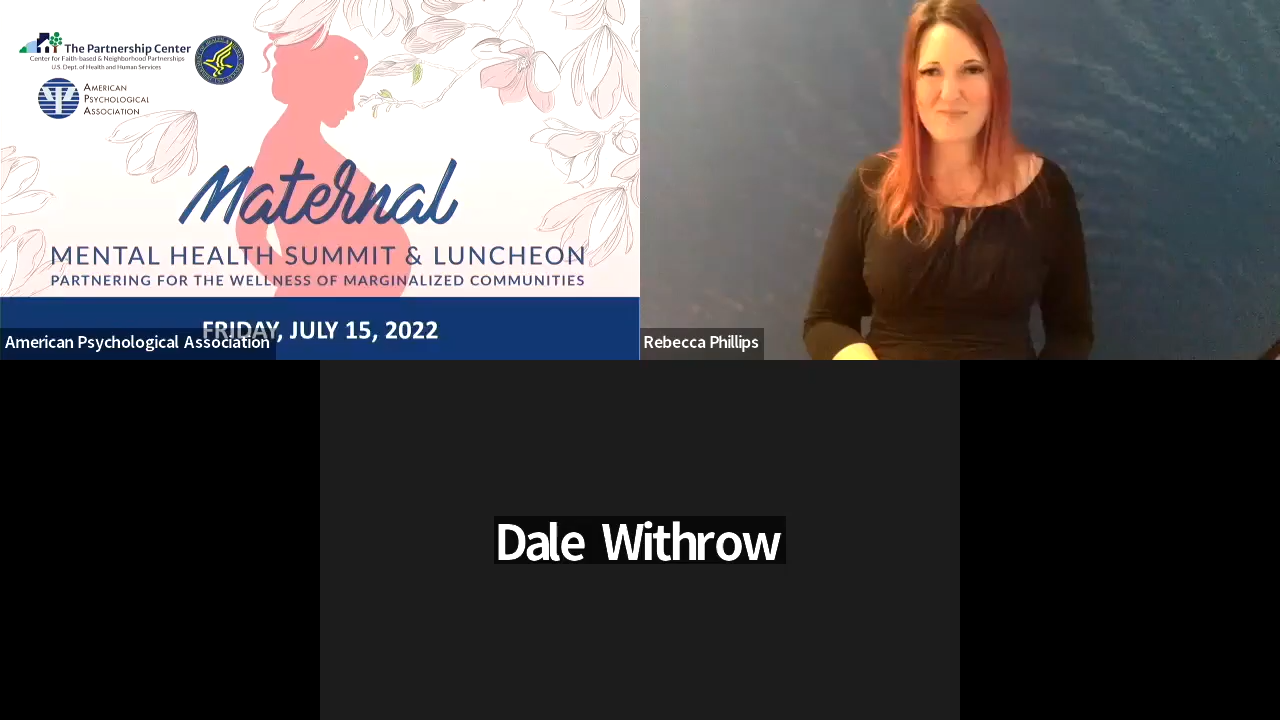 The Partnership Center
Center for Faith-based & Neighborhood Partnerships
U.S. Dept. of Health and Human Services
AMERICAN
PSYCHOLOGICAL
ASSOCIATION
Maternal
MENTAL HEALTH SUMMIT & LUNCHEON
PARTNERING FOR THE WELLNESS OF MARGINALIZED COMMUNITIES
FRIDAY, JULY 15, 2022
American Psychological Association
Rebecca Phillips
Dale Withrow